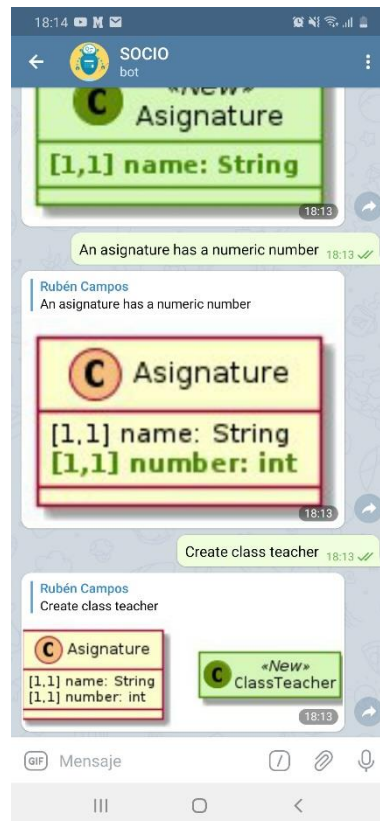 18:14
SOCIO
bot
«New»
Asignature
[1,1] name: String
18:13
An asignature has a numeric number 18:13
Rubén Campos
An asignature has a numeric number
C Asignature
[1,1] name: String
[1,1] number: int
18:13
Create class teacher 18:13
Rubén Campos
Create class teacher
C Asignature
[1,1] name: String
[1,1] number: int
«New»
C ClassTeacher
18:13
GIF Mensaje /